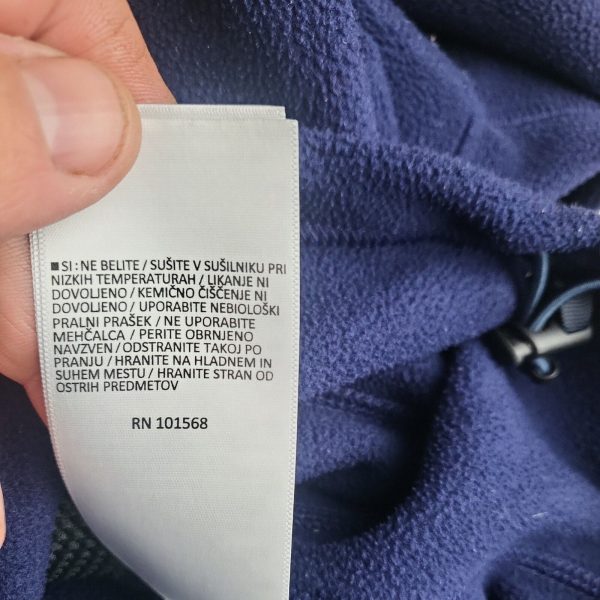 ■ SI : NE BELITE / SUŠITE V SUŠILNIKU PRI
NIZKIH TEMPERATURAH / LIKANJE NI
DOVOLJENO / KEMIČNO ČIŠČENJE NI
DOVOLJENO / UPORABITE NEBIOLOŠKI
PRALNI PRAŠEK / NE UPORABITE
MEHČALCA / PERITE OBRNJENO
NAVZVEN / ODSTRANITE TAKOJ PO
PRANJU / HRANITE NA HLADNEM IN
SUHEM MESTU / HRANITE STRAN OD
OSTRIH PREDMETOV
RN 101568